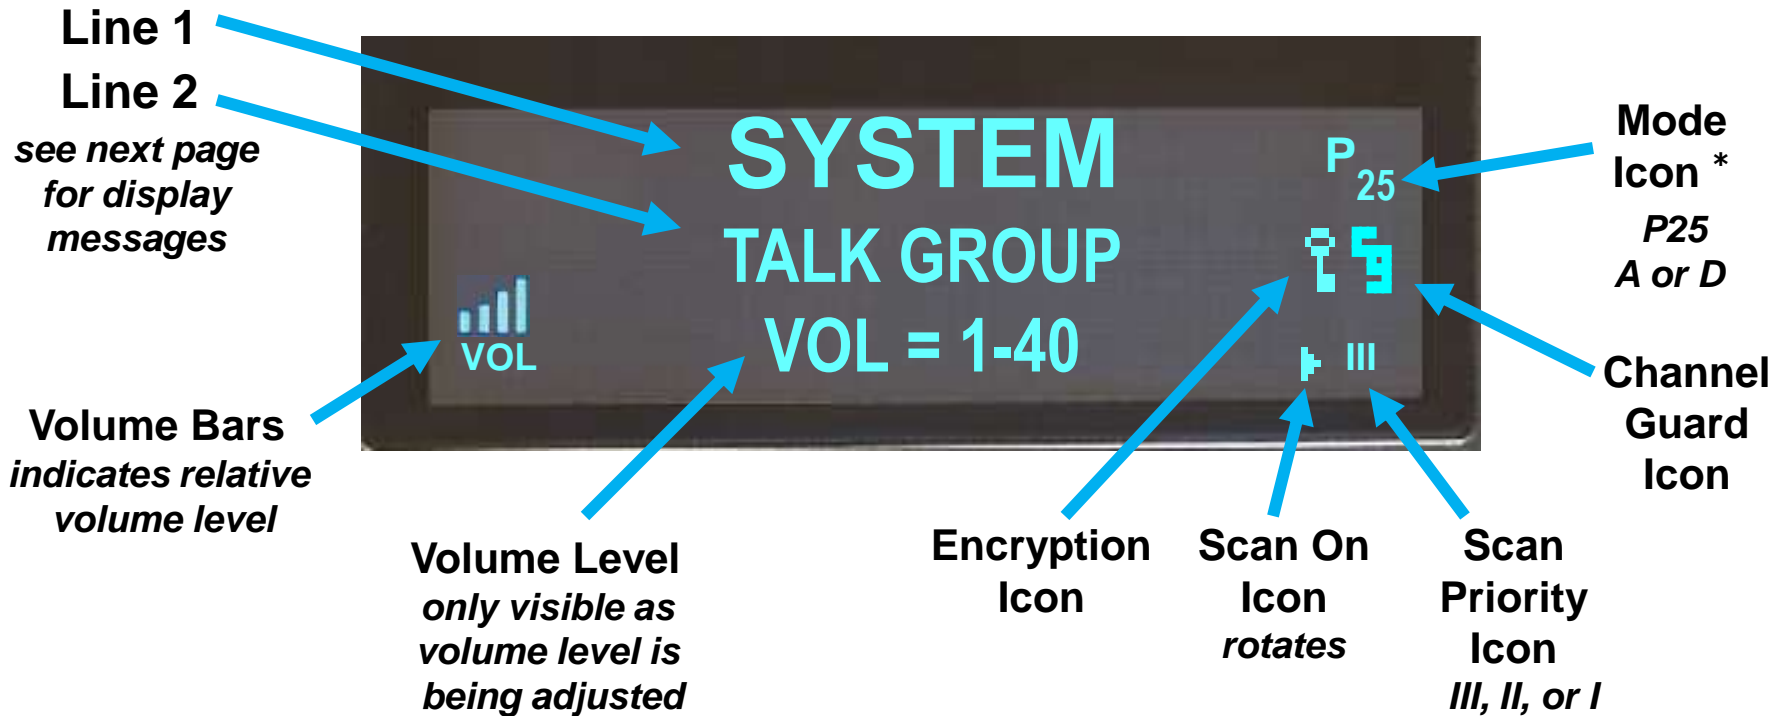 Line 1
Line 2
see next page
for display
messages
SYSTEM
TALK GROUP
VOL = 1-40
VOL
P25
III
Mode
Icon *
P25
A or D
Channel
Guard
Icon
Volume Bars
indicates relative
volume level
Volume Level
only visible as
volume level is
being adjusted
Encryption
Icon
Scan On
Icon
rotates
Scan
Priority
Icon
III, II, or I